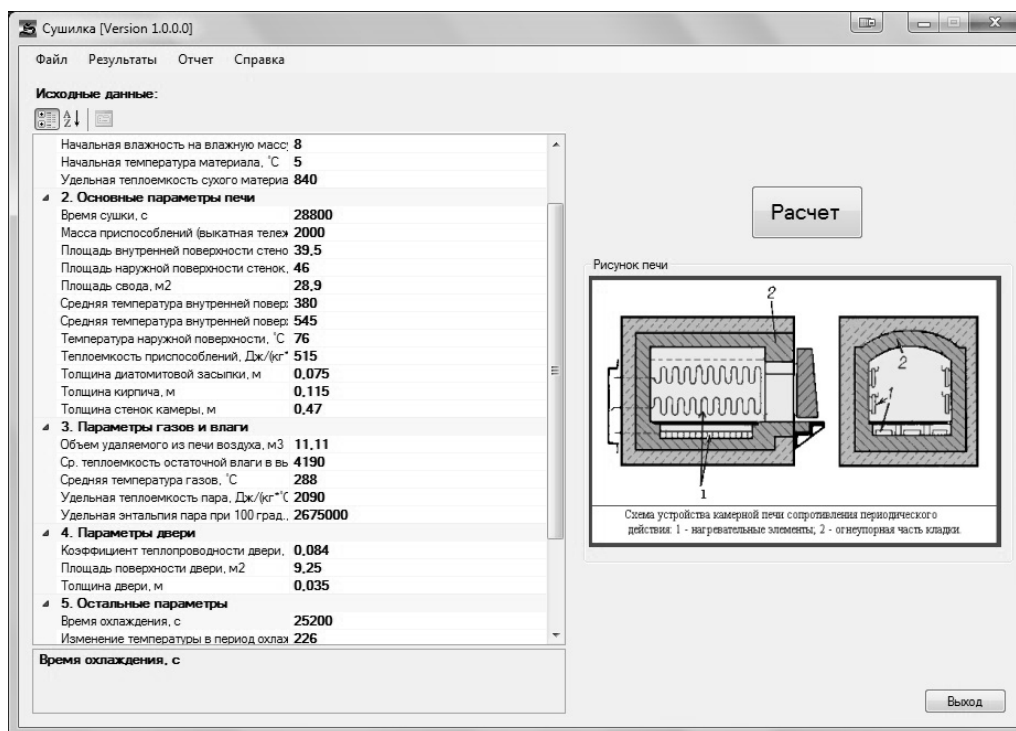 Сушилка [Version 1.0.0.0]
Файл Результаты Отчет Справка
Исходные данные:
Начальная влажность на влажную масс 8
Начальная температура материала, °C 5
Удельная теплоемкость сухого материа 840
2. Основные параметры печи
Время сушки, с 28800
Масса приспособлений (выкатная тележ 2000
Площадь внутренней поверхности стено 39,5
Площадь наружной поверхности стенок, 46
Площадь свода, м2 28,9
Средняя температура внутренней повер 380
Средняя температура внутренней повер 545
Температура наружной поверхности, °C 76
Теплоемкость приспособлений, Дж/(кг* 515
Толщина диатомитовой засыпки, м 0,075
Толщина кирпича, м 0,115
Толщина стенок камеры, м 0,47
3. Параметры газов и влаги
Объем удаляемого из печи воздуха, м3 11,11
Ср. теплоемкость остаточной влаги в вь 4190
Средняя температура газов, °C 288
Удельная теплоемкость пара, Дж/(кг*°C 2090
Удельная энтальпия пара при 100 град., 2675000
4. Параметры двери
Коэффициент теплопроводности двери, 0,084
Площадь поверхности двери, м2 9,25
Толщина двери, м 0,035
5. Остальные параметры
Время охлаждения, с 25200
Изменение температуры в период охлаж 226
Время охлаждения, с
Расчет
Рисунок печи
2
2
1
1
Схема устройства камерной печи сопротивления периодического
действия: 1 - нагревательные элементы; 2 - огнеупорная часть кладки.
Выход